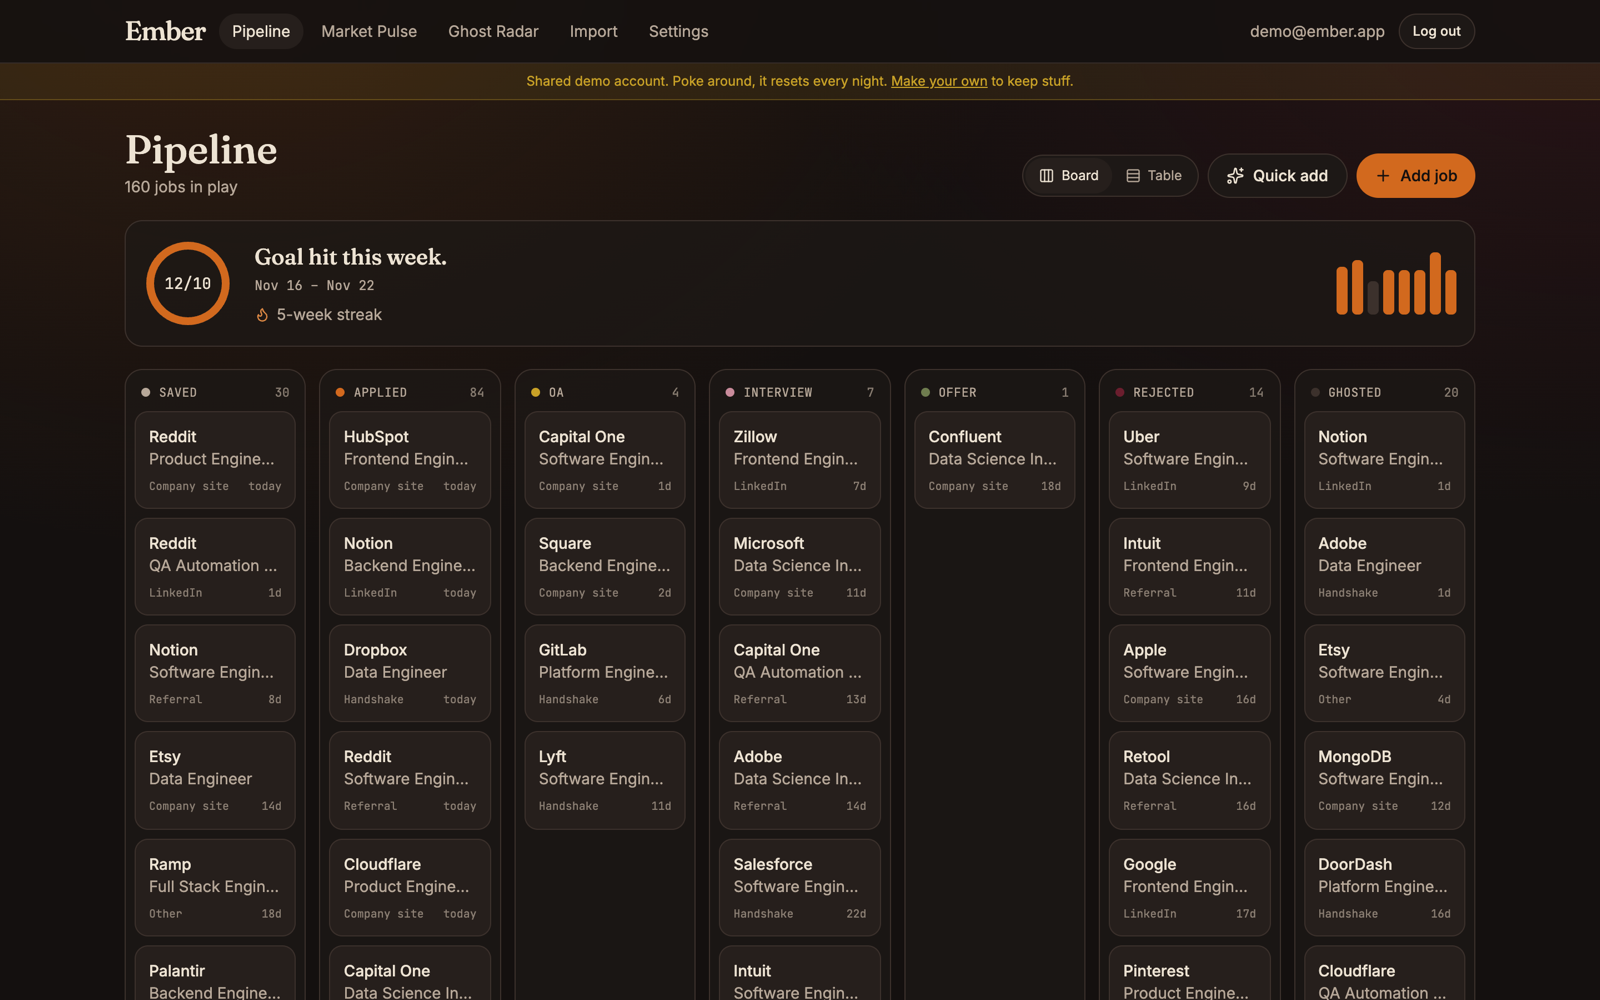 Ember Pipeline Market Pulse Ghost Radar Import Settings demo@ember.app Log out
Shared demo account. Poke around, it resets every night. Make your own to keep stuff.
Pipeline
160 jobs in play
Board Table Quick add + Add job
12/10
Goal hit this week.
Nov 16 – Nov 22
5-week streak
SAVED 30
Reddit
Product Engine...
Company site today
Reddit
QA Automation ...
LinkedIn 1d
Notion
Software Engin...
Referral 8d
Etsy
Data Engineer
Company site 14d
Ramp
Full Stack Engin...
Other 18d
Palantir
Backend Engine...
APPLIED 84
HubSpot
Frontend Engin...
Company site today
Notion
Backend Engine...
LinkedIn today
Dropbox
Data Engineer
Handshake today
Reddit
Software Engin...
Referral today
Cloudflare
Product Engine...
Company site today
Capital One
Data Science In...
OA 4
Capital One
Software Engin...
Company site 1d
Square
Backend Engine...
Company site 2d
GitLab
Platform Engine...
Handshake 6d
Lyft
Software Engin...
Handshake 11d
INTERVIEW 7
Zillow
Frontend Engin...
LinkedIn 7d
Microsoft
Data Science In...
Company site 11d
Capital One
QA Automation ...
Referral 13d
Adobe
Data Science In...
Referral 14d
Salesforce
Software Engin...
Handshake 22d
Intuit
Software Engin...
OFFER 1
Confluent
Data Science In...
Company site 18d
REJECTED 14
Uber
Software Engin...
LinkedIn 9d
Intuit
Frontend Engin...
Referral 11d
Apple
Software Engin...
Company site 16d
Retool
Data Science In...
Referral 16d
Google
Frontend Engin...
LinkedIn 17d
Pinterest
Product Engine...
GHOSTED 20
Notion
Software Engin...
LinkedIn 1d
Adobe
Data Engineer
Handshake 1d
Etsy
Software Engin...
Other 4d
MongoDB
Software Engin...
Company site 12d
DoorDash
Platform Engine...
Handshake 16d
Cloudflare
QA Automation ...